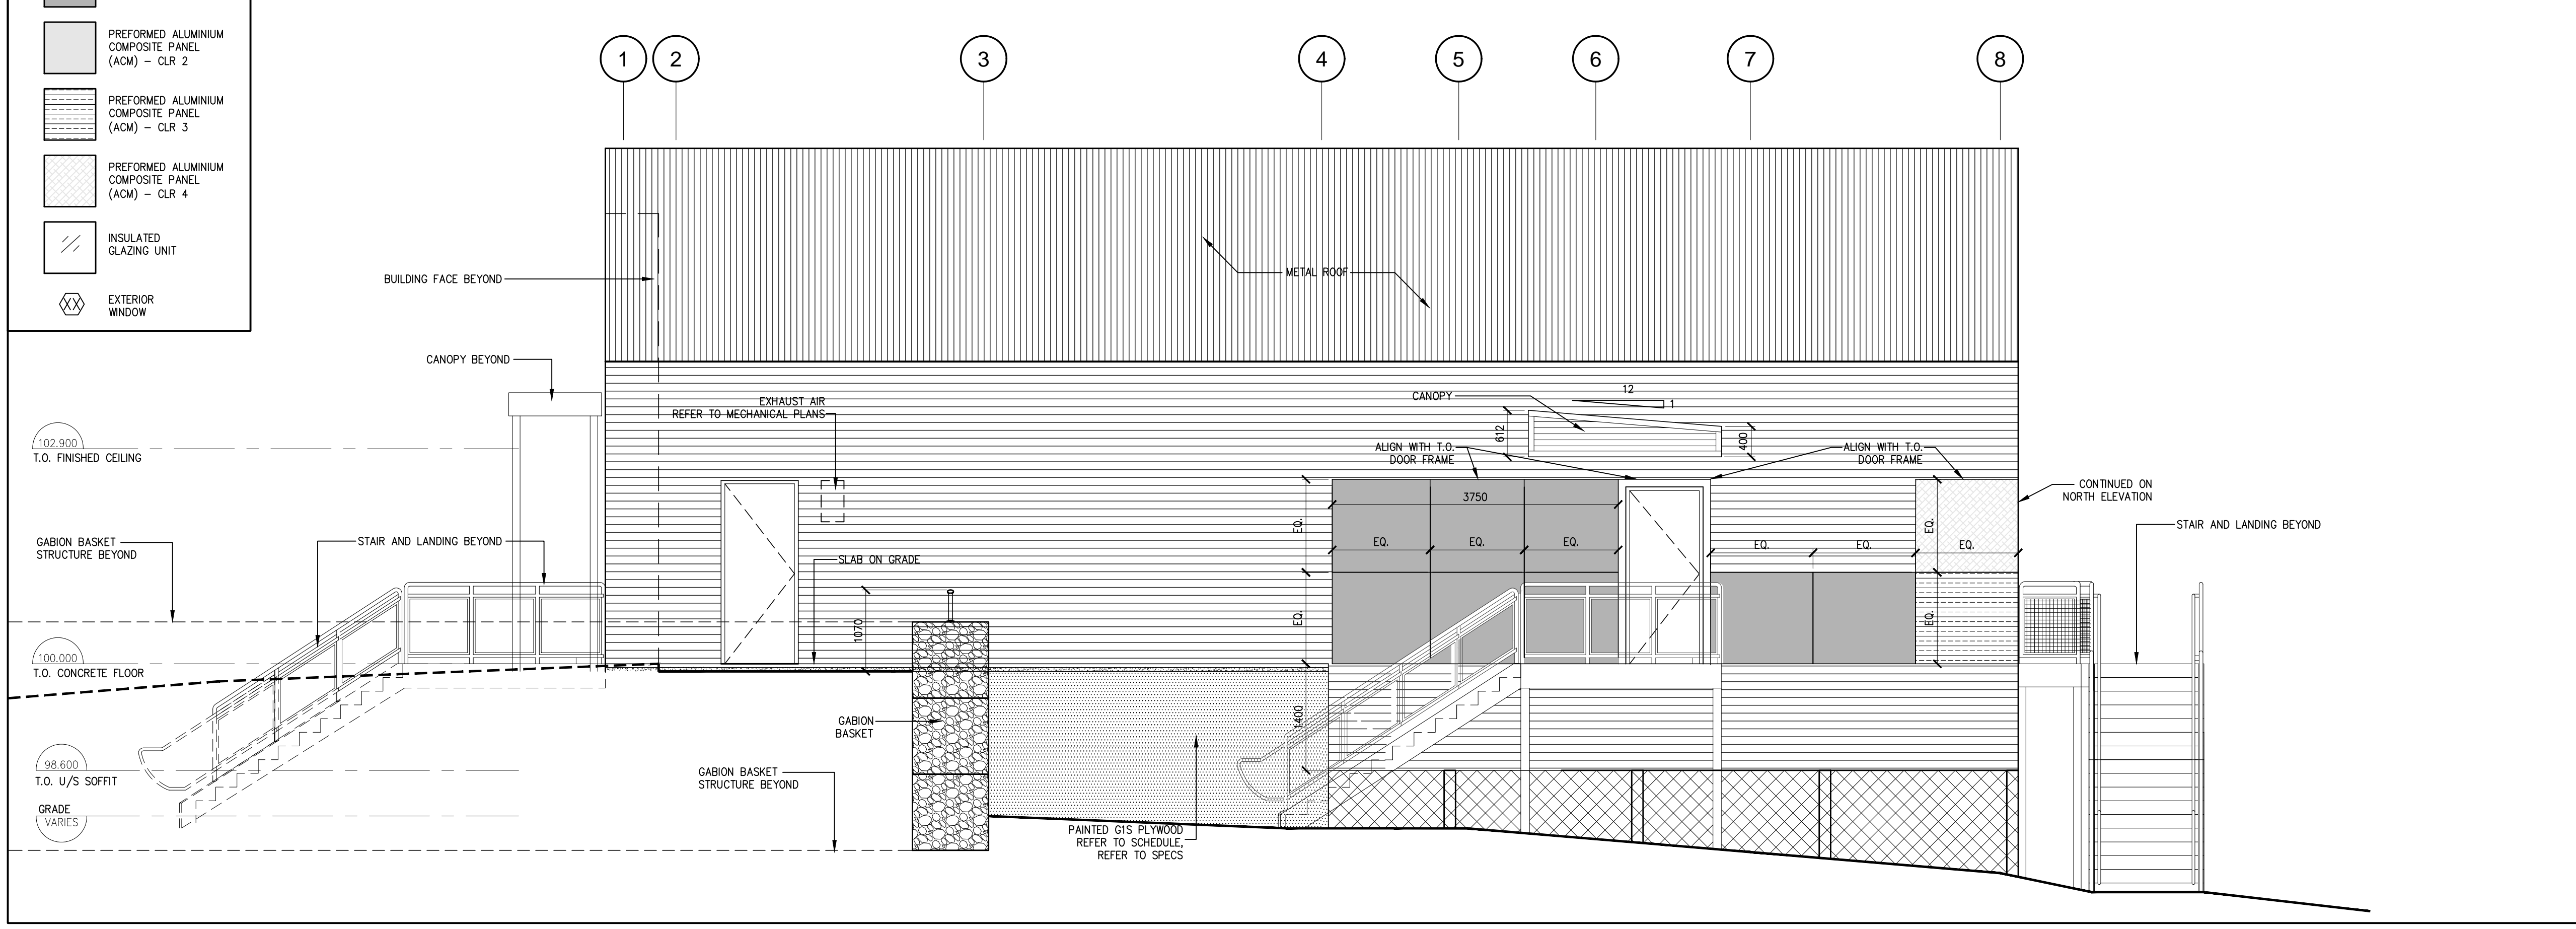 PREFORMED ALUMINIUM
COMPOSITE PANEL
(ACM) – CLR 2
PREFORMED ALUMINIUM
COMPOSITE PANEL
(ACM) – CLR 3
PREFORMED ALUMINIUM
COMPOSITE PANEL
(ACM) – CLR 4
INSULATED
GLAZING UNIT
XX
EXTERIOR
WINDOW
1
2
3
4
5
6
7
8
BUILDING FACE BEYOND
METAL ROOF
CANOPY BEYOND
EXHAUST AIR
REFER TO MECHANICAL PLANS
CANOPY
12
1
612
400
102.900
T.O. FINISHED CEILING
ALIGN WITH T.O.
DOOR FRAME
ALIGN WITH T.O.
DOOR FRAME
CONTINUED ON
NORTH ELEVATION
3750
EQ.
EQ.
EQ.
EQ.
EQ.
EQ.
EQ.
EQ.
EQ.
EQ.
GABION BASKET
STRUCTURE BEYOND
STAIR AND LANDING BEYOND
SLAB ON GRADE
STAIR AND LANDING BEYOND
1070
100.000
T.O. CONCRETE FLOOR
GABION
BASKET
1400
98.600
T.O. U/S SOFFIT
GABION BASKET
STRUCTURE BEYOND
GRADE
VARIES
PAINTED G1S PLYWOOD
REFER TO SCHEDULE,
REFER TO SPECS